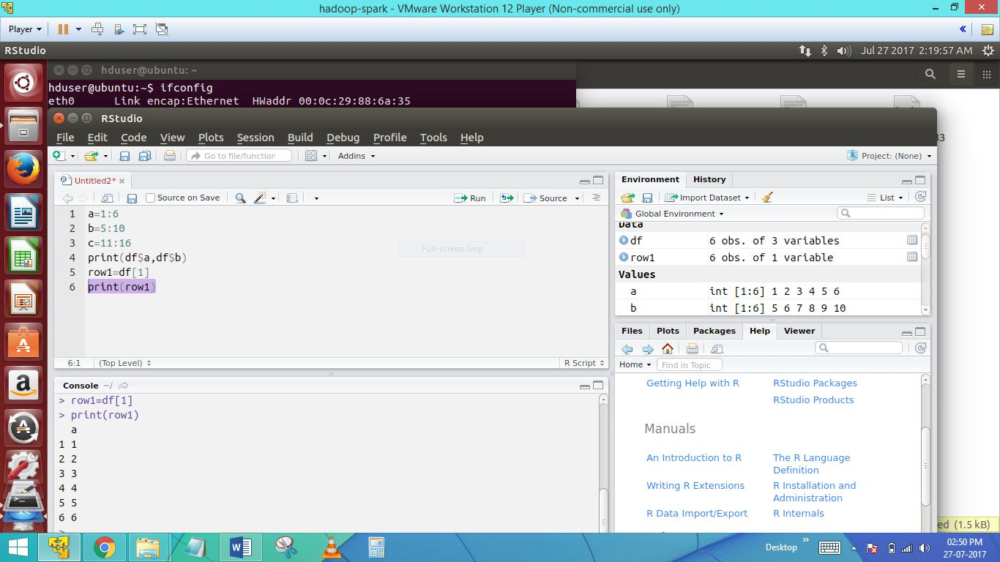 hadoop-spark - VMware Workstation 12 Player (Non-commercial use only)
Player
RStudio
Jul 27 2017 2:19:57 AM
hduser@ubuntu: ~
hduser@ubuntu:~$ ifconfig
eth0 Link encap:Ethernet HWaddr 00:0c:29:88:6a:35
RStudio
File Edit Code View Plots Session Build Debug Profile Tools Help
Go to file/function Addins Project: (None)
Untitled2*
Source on Save Run Source
1 a=1:6
2 b=5:10
3 c=11:16
4 print(df$a,df$b)
5 row1=df[1]
6 print(row1)
Full-screen Snip
6:1 (Top Level) R Script
Console ~/
> row1=df[1]
> print(row1)
a
1 1
2 2
3 3
4 4
5 5
6 6
>
Environment History
Import Dataset List
Global Environment
Data
df 6 obs. of 3 variables
row1 6 obs. of 1 variable
Values
a int [1:6] 1 2 3 4 5 6
b int [1:6] 5 6 7 8 9 10
Files Plots Packages Help Viewer
Home Find in Topic
Getting Help with R RStudio Packages
RStudio Products
Manuals
An Introduction to R The R Language Definition
Writing R Extensions R Installation and Administration
R Data Import/Export R Internals
(1.5 kB)
Desktop
02:50 PM
27-07-2017